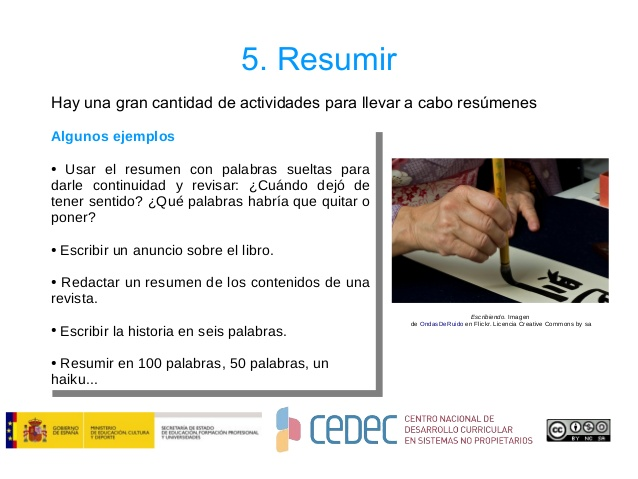 5. Resumir
Hay una gran cantidad de actividades para llevar a cabo resúmenes
Algunos ejemplos
• Usar el resumen con palabras sueltas para
darle continuidad y revisar: ¿Cuándo dejó de
tener sentido? ¿Qué palabras habría que quitar o
poner?
• Escribir un anuncio sobre el libro.
• Redactar un resumen de los contenidos de una
revista.
• Escribir la historia en seis palabras.
• Resumir en 100 palabras, 50 palabras, un
haiku...
Escribiendo. Imagen
de OndasDeRuido en Flickr. Licencia Creative Commons by sa
GOBIERNO
DE ESPAÑA
MINISTERIO
DE EDUCACIÓN, CULTURA
Y DEPORTE
SECRETARÍA DE ESTADO
DE EDUCACIÓN, FORMACIÓN PROFESIONAL
Y UNIVERSIDADES
CEDEC
CENTRO NACIONAL DE
DESARROLLO CURRICULAR
EN SISTEMAS NO PROPIETARIOS
cc
BY NC SA